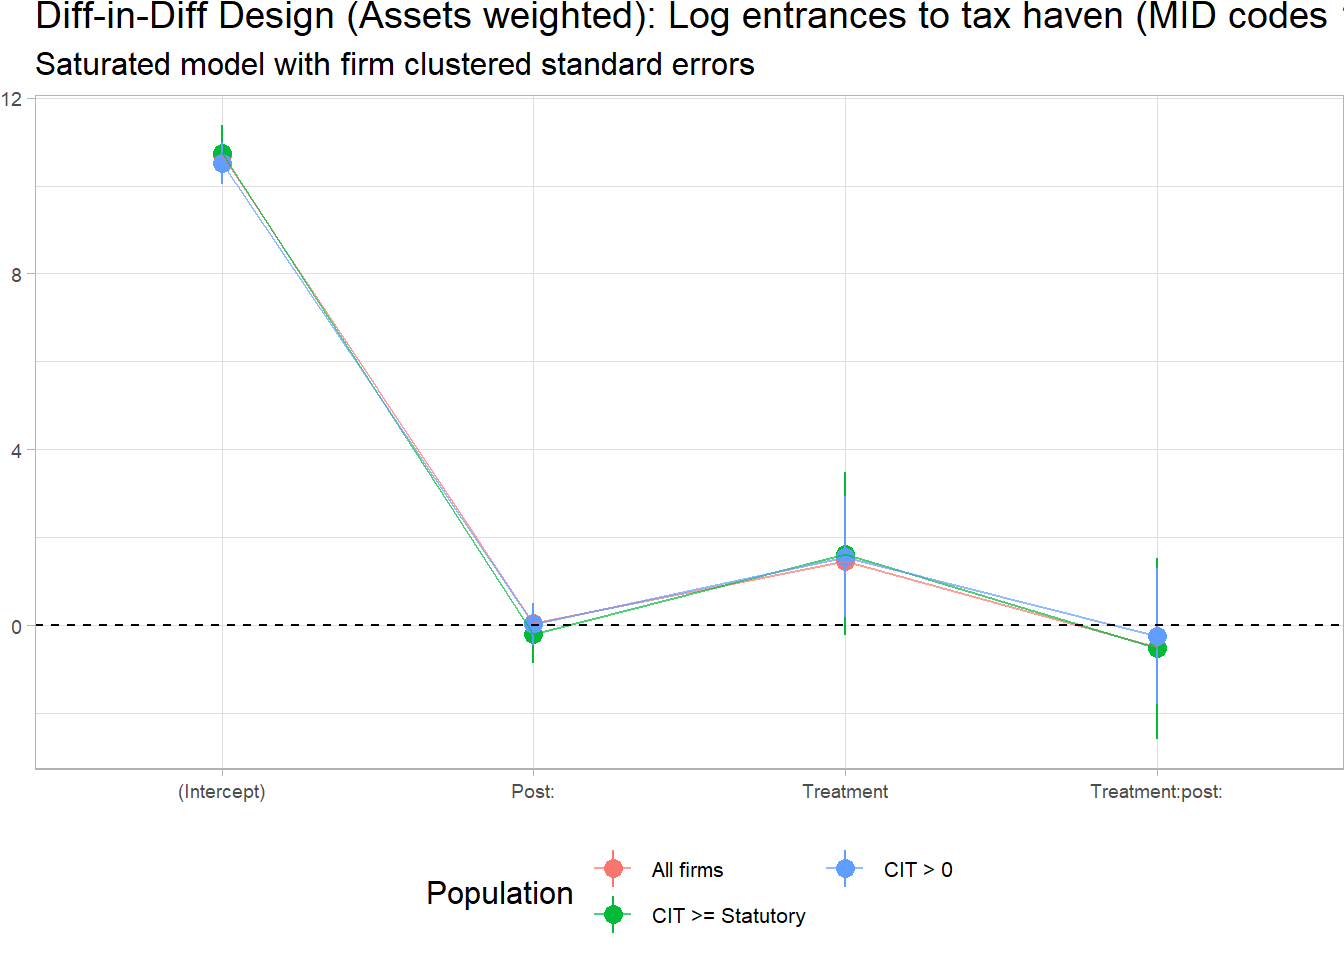 Diff-in-Diff Design (Assets weighted): Log entrances to tax haven (MID codes
Saturated model with firm clustered standard errors
12
8
4
0
(Intercept) Post: Treatment Treatment:post:
Population
All firms CIT > 0
CIT >= Statutory